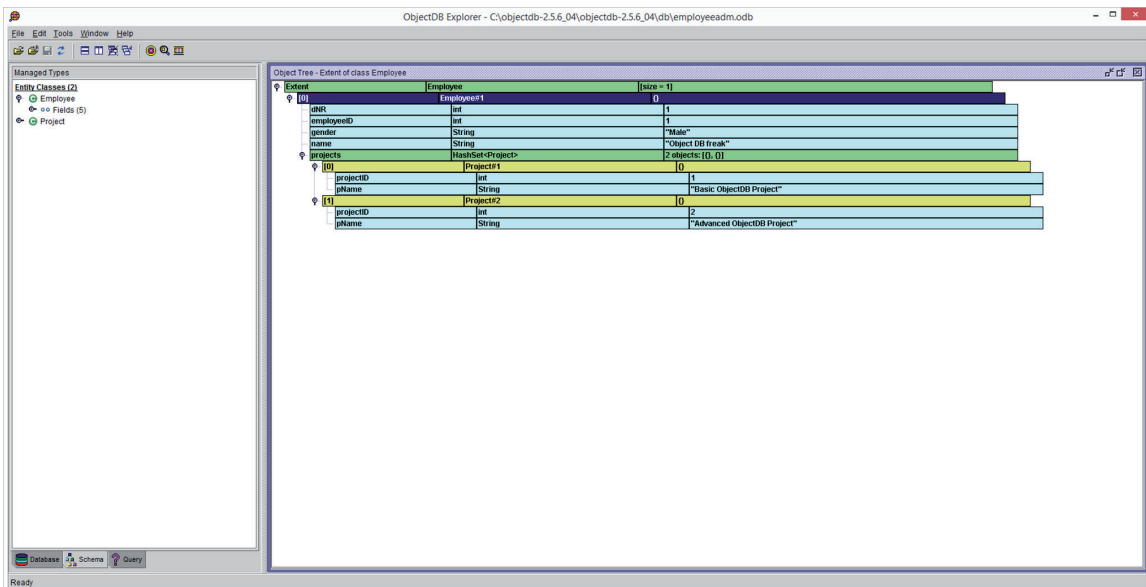 ObjectDB Explorer - C:\objectdb-2.5.6_04\objectdb-2.5.6_04\db\employeeadm.odb
File Edit Tools Window Help
Managed Types
Entity Classes (2)
Employee
Fields (5)
Project
Object Tree - Extent of class Employee
Extent Employee [size = 1]
[0] Employee#1 {}
dNR int 1
employeeID int 1
gender String "Male"
name String "Object DB freak"
projects HashSet<Project> 2 objects: [{}, {}]
[0] Project#1 {}
projectID int 1
pName String "Basic ObjectDB Project"
[1] Project#2 {}
projectID int 2
pName String "Advanced ObjectDB Project"
Database Schema Query
Ready